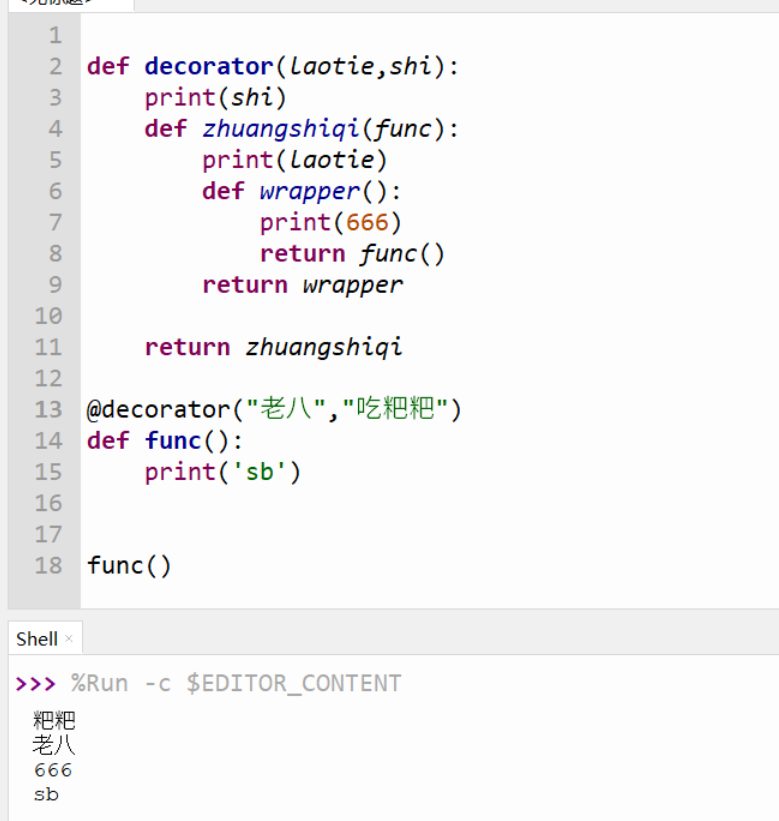 1
2 def decorator(laotie,shi):
3     print(shi)
4     def zhuangshiqi(func):
5         print(laotie)
6         def wrapper():
7             print(666)
8             return func()
9         return wrapper
10
11     return zhuangshiqi
12
13 @decorator("老八","吃粑粑")
14 def func():
15     print('sb')
16
17
18 func()
Shell ×
>>> %Run -c $EDITOR_CONTENT
粑粑
老八
666
sb